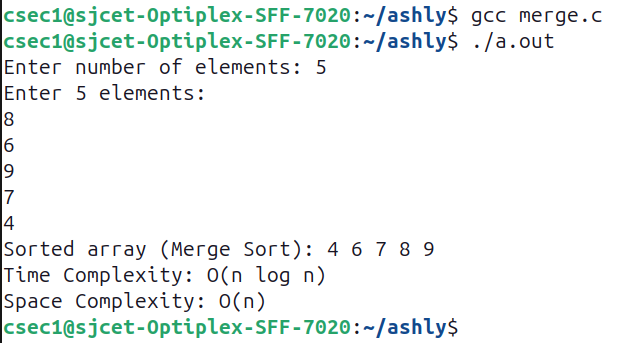 csec1@sjcet-Optiplex-SFF-7020:~/ashly$ gcc merge.c
csec1@sjcet-Optiplex-SFF-7020:~/ashly$ ./a.out
Enter number of elements: 5
Enter 5 elements:
8
6
9
7
4
Sorted array (Merge Sort): 4 6 7 8 9
Time Complexity: O(n log n)
Space Complexity: O(n)
csec1@sjcet-Optiplex-SFF-7020:~/ashly$